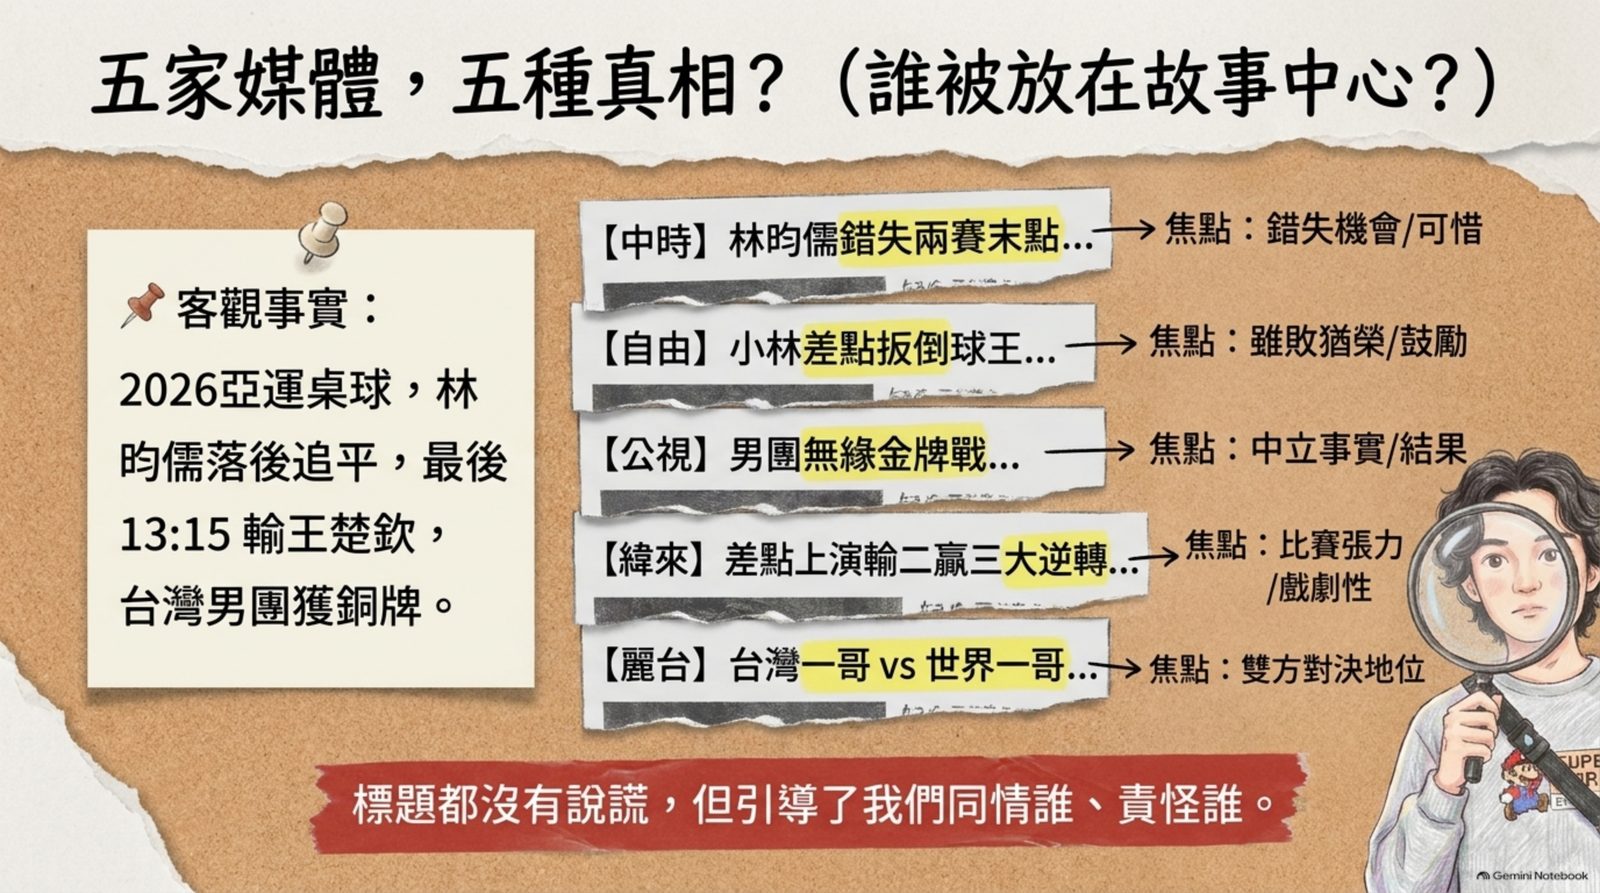 五家媒體，五種真相？（誰被放在故事中心？）
📌 客觀事實：
2026亞運桌球，林
昀儒落後追平，最後
13:15 輸王楚欽，
台灣男團獲銅牌。
【中時】林昀儒錯失兩賽末點...
焦點：錯失機會/可惜
【自由】小林差點扳倒球王...
焦點：雖敗猶榮/鼓勵
【公視】男團無緣金牌戰...
焦點：中立事實/結果
【緯來】差點上演輸二贏三大逆轉...
焦點：比賽張力
/戲劇性
【麗台】台灣一哥 vs 世界一哥...
焦點：雙方對決地位
標題都沒有說謊，但引導了我們同情誰、責怪誰。
Gemini Notebook